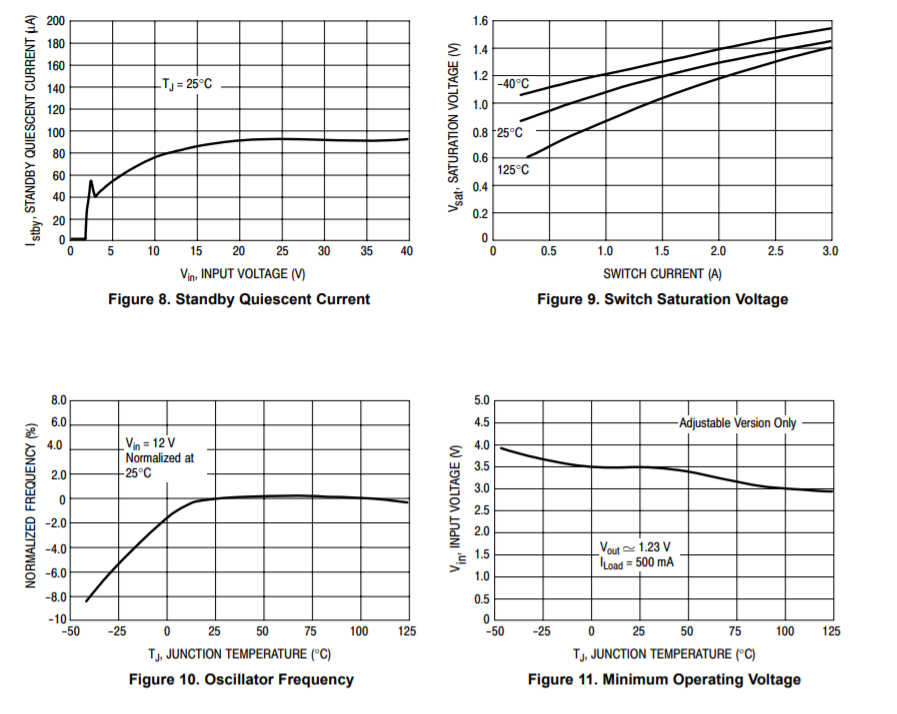 200
180
160
140
120
100
80
60
40
20
0
0 5 10 15 20 25 30 35 40
Istby, STANDBY QUIESCENT CURRENT (μA)
TJ = 25°C
Vin, INPUT VOLTAGE (V)
Figure 8. Standby Quiescent Current
1.6
1.4
1.2
1.0
0.8
0.6
0.4
0.2
0
0 0.5 1.0 1.5 2.0 2.5 3.0
Vsat, SATURATION VOLTAGE (V)
-40°C
25°C
125°C
SWITCH CURRENT (A)
Figure 9. Switch Saturation Voltage
8.0
6.0
4.0
2.0
0
-2.0
-4.0
-6.0
-8.0
-10
-50 -25 0 25 50 75 100 125
NORMALIZED FREQUENCY (%)
Vin = 12 V
Normalized at
25°C
TJ, JUNCTION TEMPERATURE (°C)
Figure 10. Oscillator Frequency
5.0
4.5
4.0
3.5
3.0
2.5
2.0
1.5
1.0
0.5
0
-50 -25 0 25 50 75 100 125
Vin, INPUT VOLTAGE (V)
Adjustable Version Only
Vout ≃ 1.23 V
ILoad = 500 mA
TJ, JUNCTION TEMPERATURE (°C)
Figure 11. Minimum Operating Voltage